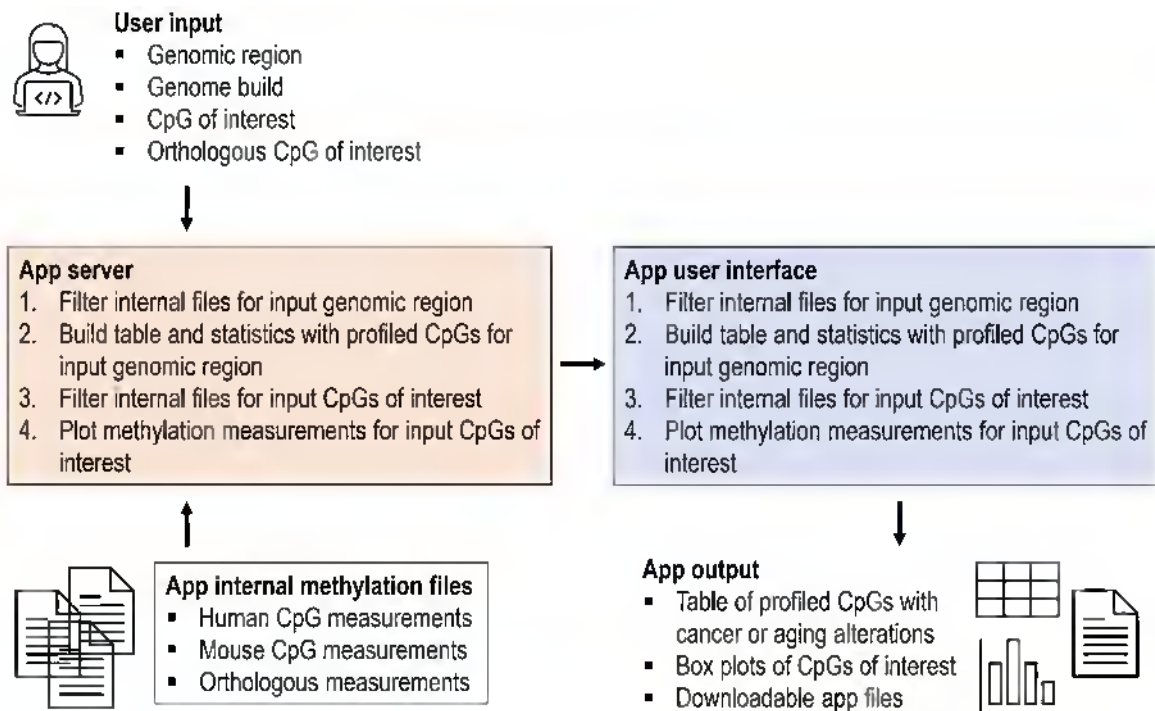 User input
▪ Genomic region
▪ Genome build
▪ CpG of interest
▪ Orthologous CpG of interest
</>
App server
1. Filter internal files for input genomic region
2. Build table and statistics with profiled CpGs for
input genomic region
3. Filter internal files for input CpGs of interest
4. Plot methylation measurements for input CpGs of
interest
App user interface
1. Filter internal files for input genomic region
2. Build table and statistics with profiled CpGs for
input genomic region
3. Filter internal files for input CpGs of interest
4. Plot methylation measurements for input CpGs of
interest
App internal methylation files
▪ Human CpG measurements
▪ Mouse CpG measurements
▪ Orthologous measurements
App output
▪ Table of profiled CpGs with
cancer or aging alterations
▪ Box plots of CpGs of interest
▪ Downloadable app files